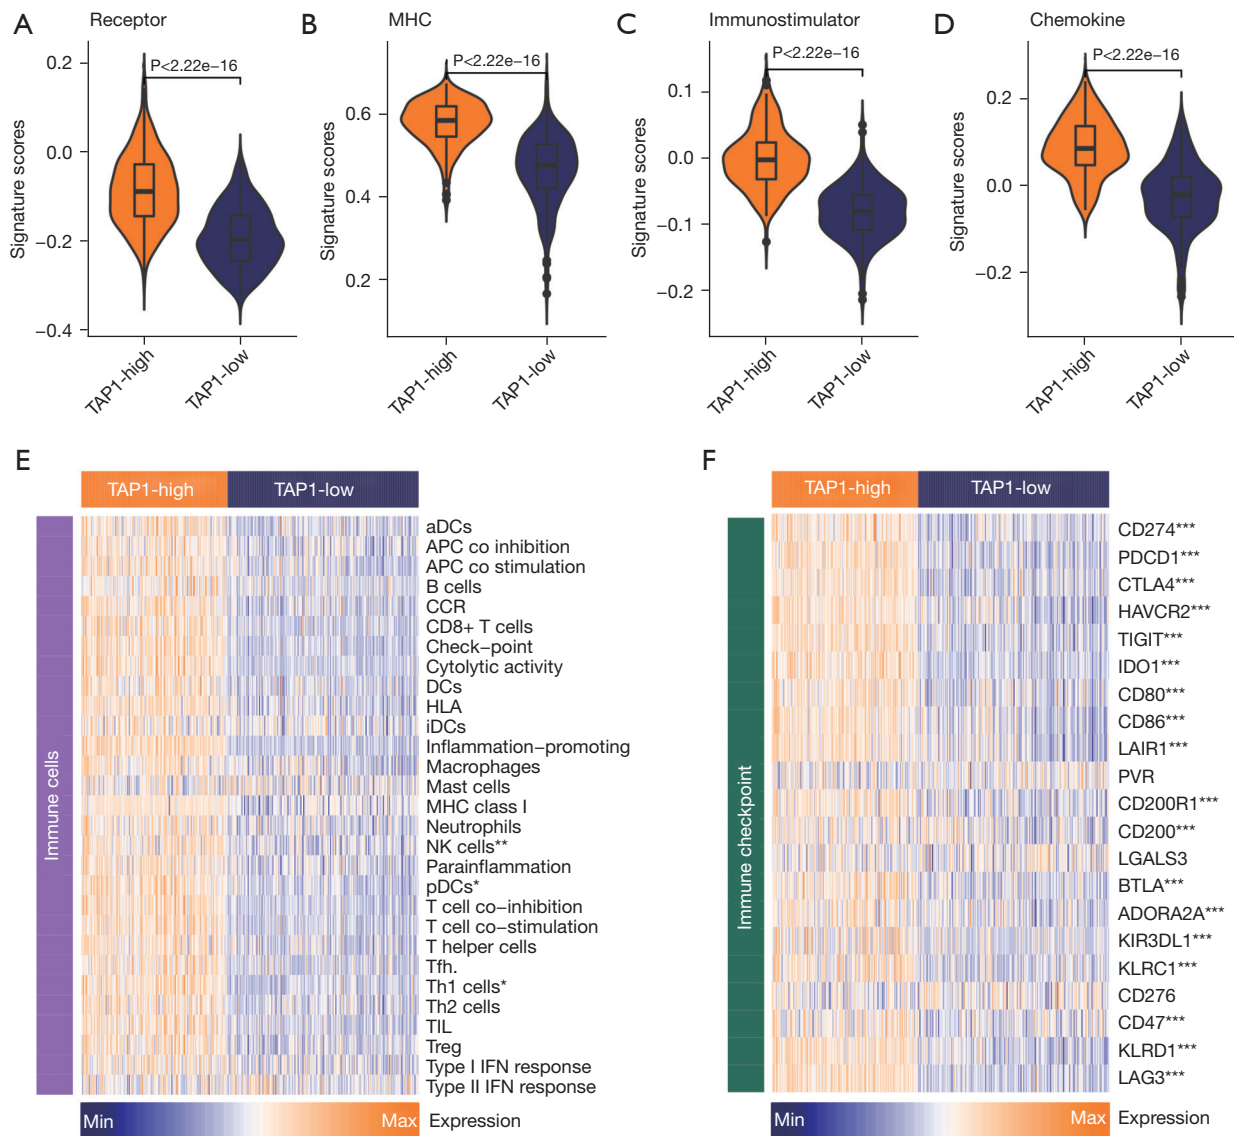 A Receptor
Signature scores
0.2
0.0
−0.2
−0.4
P<2.22e−16
TAP1-high
TAP1-low
B MHC
Signature scores
0.6
0.4
0.2
P<2.22e−16
TAP1-high
TAP1-low
C Immunostimulator
Signature scores
0.1
0.0
−0.1
−0.2
P<2.22e−16
TAP1-high
TAP1-low
D Chemokine
Signature scores
0.2
0.0
−0.2
P<2.22e−16
TAP1-high
TAP1-low
E
TAP1-high TAP1-low
Immune cells
aDCs
APC co inhibition
APC co stimulation
B cells
CCR
CD8+ T cells
Check−point
Cytolytic activity
DCs
HLA
iDCs
Inflammation−promoting
Macrophages
Mast cells
MHC class I
Neutrophils
NK cells**
Parainflammation
pDCs*
T cell co−inhibition
T cell co−stimulation
T helper cells
Tfh.
Th1 cells*
Th2 cells
TIL
Treg
Type I IFN response
Type II IFN response
Min Max Expression
F
TAP1-high TAP1-low
Immune checkpoint
CD274***
PDCD1***
CTLA4***
HAVCR2***
TIGIT***
IDO1***
CD80***
CD86***
LAIR1***
PVR
CD200R1***
CD200***
LGALS3
BTLA***
ADORA2A***
KIR3DL1***
KLRC1***
CD276
CD47***
KLRD1***
LAG3***
Min Max Expression